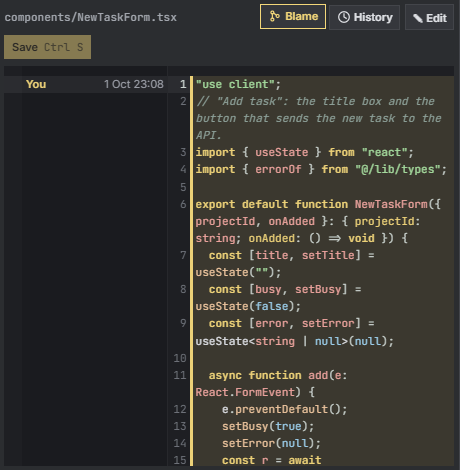 components/NewTaskForm.tsx
Blame
History
Edit
Save Ctrl S
You 1 Oct 23:08
1 "use client";
2 // "Add task": the title box and the
button that sends the new task to the
API.
3 import { useState } from "react";
4 import { errorOf } from "@/lib/types";
5
6 export default function NewTaskForm({
projectId, onAdded }: { projectId:
string; onAdded: () => void }) {
7 const [title, setTitle] =
useState("");
8 const [busy, setBusy] =
useState(false);
9 const [error, setError] =
useState<string | null>(null);
10
11 async function add(e:
React.FormEvent) {
12 e.preventDefault();
13 setBusy(true);
14 setError(null);
15 const r = await